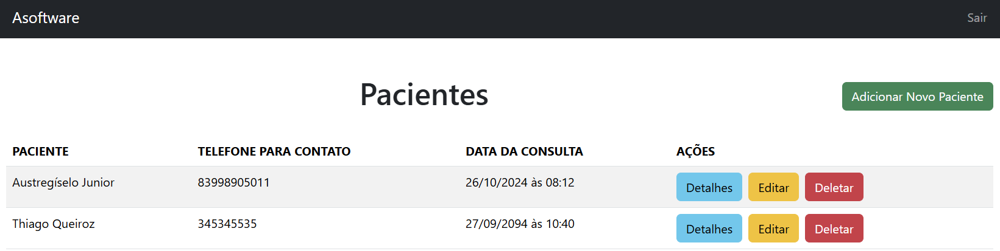 Asoftware Sair
Pacientes
Adicionar Novo Paciente
PACIENTE TELEFONE PARA CONTATO DATA DA CONSULTA AÇÕES
Austregíselo Junior 83998905011 26/10/2024 às 08:12 Detalhes Editar Deletar
Thiago Queiroz 345345535 27/09/2094 às 10:40 Detalhes Editar Deletar